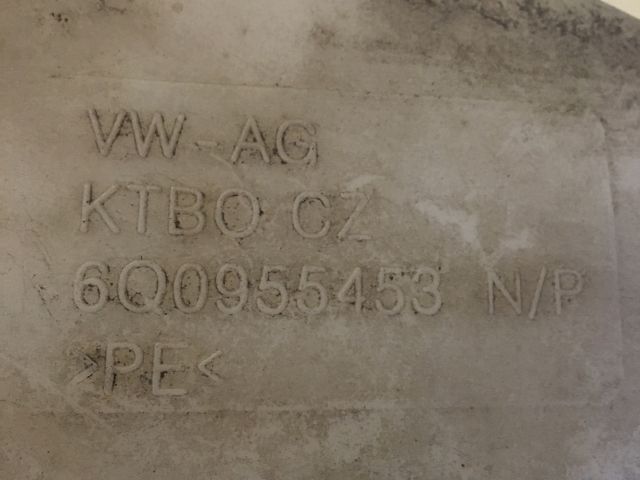 VW-AG
KTBO CZ
6Q0955453 N/P
>PE<